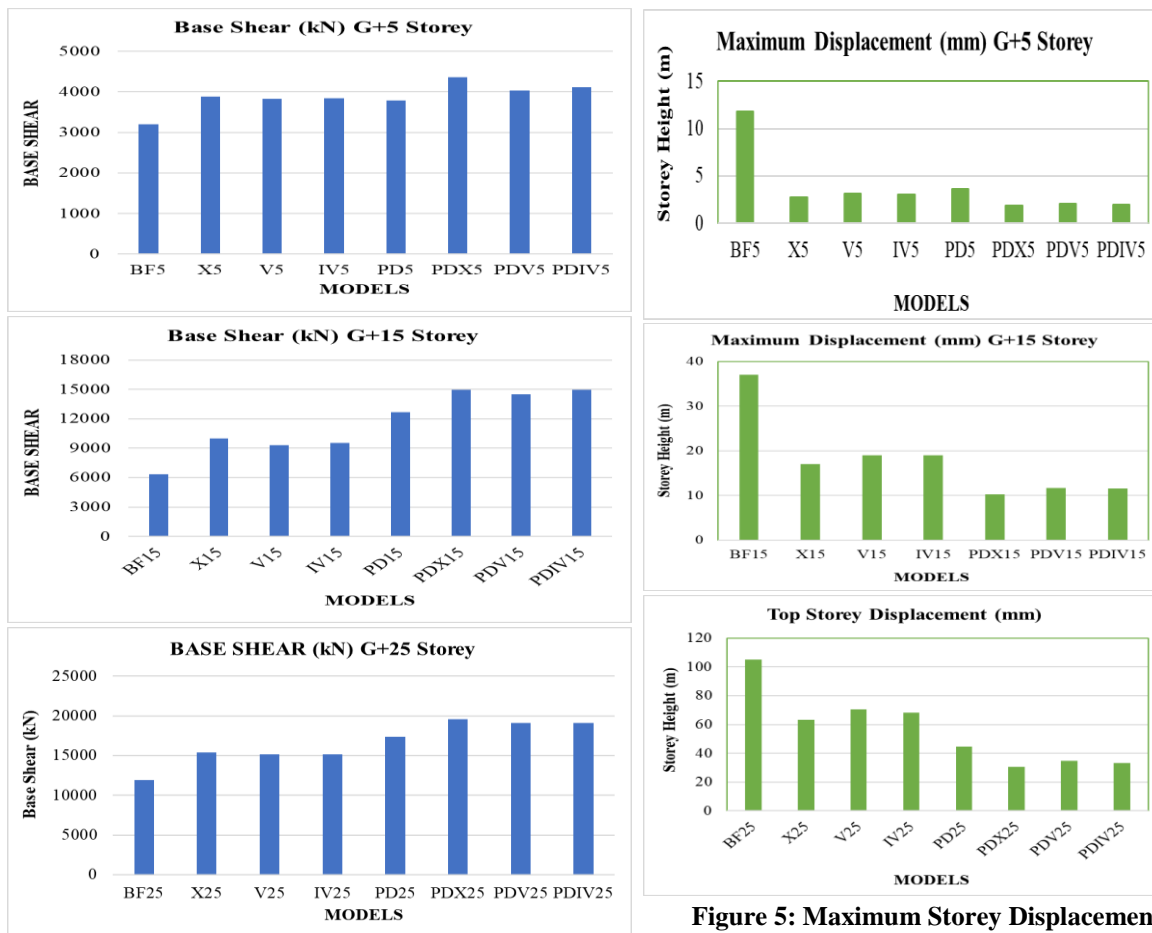 Base Shear (kN) G+5 Storey
5000
4000
3000
2000
1000
0
BASE SHEAR
BF5 X5 V5 IV5 PD5 PDX5 PDV5 PDIV5
MODELS
Base Shear (kN) G+15 Storey
18000
15000
12000
9000
6000
3000
0
BASE SHEAR
BF15 X15 V15 IV15 PD15 PDX15 PDV15 PDIV15
MODELS
BASE SHEAR (kN) G+25 Storey
25000
20000
15000
10000
5000
0
Base Shear (kN)
BF25 X25 V25 IV25 PD25 PDX25 PDV25 PDIV25
MODELS
Maximum Displacement (mm) G+5 Storey
15
10
5
0
Storey Height (m)
BF5 X5 V5 IV5 PD5 PDX5 PDV5 PDIV5
MODELS
Maximum Displacement (mm) G+15 Storey
40
30
20
10
0
Storey Height (m)
BF15 X15 V15 IV15 PDX15 PDV15 PDIV15
MODELS
Top Storey Displacement (mm)
120
100
80
60
40
20
0
Storey Height (m)
BF25 X25 V25 IV25 PD25 PDX25 PDV25 PDIV25
MODELS
Figure 5: Maximum Storey Displacemen